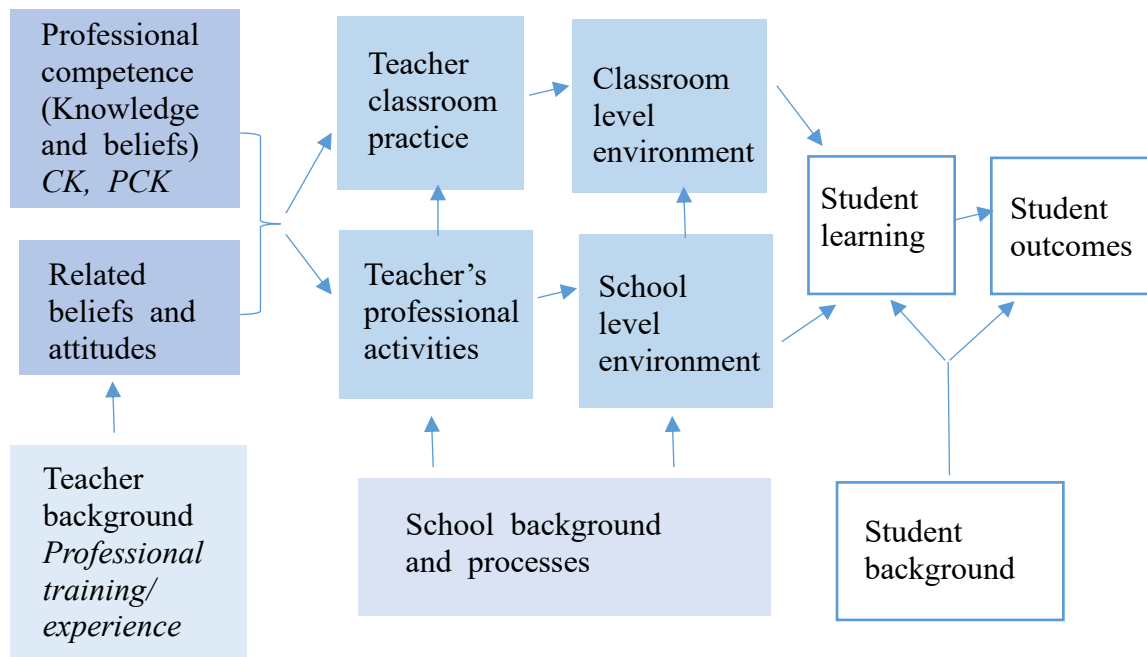 Professional
competence
(Knowledge
and beliefs)
CK, PCK
Teacher
classroom
practice
Classroom
level
environment
Student
learning
Student
outcomes
Related
beliefs and
attitudes
Teacher’s
professional
activities
School
level
environment
Teacher
background
Professional
training/
experience
School background
and processes
Student
background